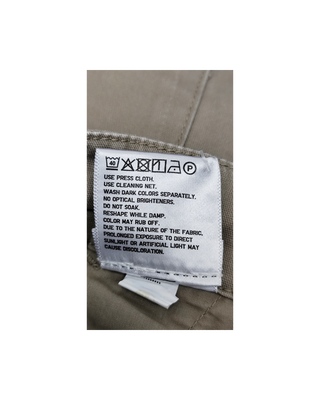 40 P
USE PRESS CLOTH.
USE CLEANING NET.
WASH DARK COLORS SEPARATELY.
NO OPTICAL BRIGHTENERS.
DO NOT SOAK.
RESHAPE WHILE DAMP.
COLOR MAY RUB OFF.
DUE TO THE NATURE OF THE FABRIC,
PROLONGED EXPOSURE TO DIRECT
SUNLIGHT OR ARTIFICIAL LIGHT MAY
CAUSE DISCOLORATION.